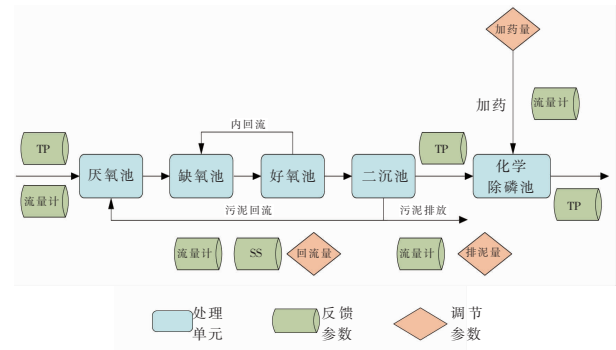 加药量
加药
流量计
内回流
TP
TP
厌氧池
缺氧池
好氧池
二沉池
化学
除磷池
流量计
TP
污泥回流
污泥排放
流量计
SS
回流量
流量计
排泥量
处理
单元
反馈
参数
调节
参数